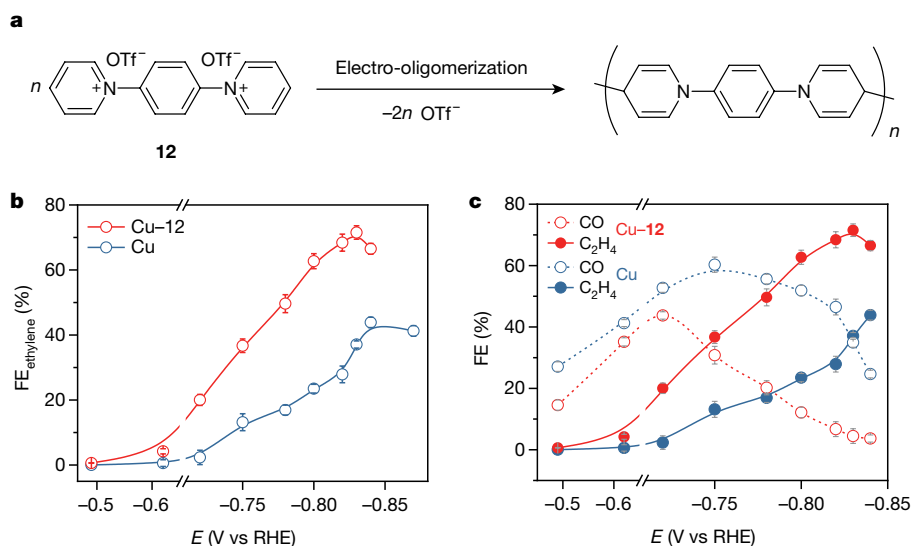 a
OTf⁻ OTf⁻
n N + N +
12
Electro-oligomerization
−2n OTf⁻
N N n
b
FE ethylene (%)
80
60
40
20
0
Cu–12
Cu
−0.5 −0.6 −0.75 −0.80 −0.85
E (V vs RHE)
c
FE (%)
80
60
40
20
0
CO
C₂H₄
Cu–12
CO
C₂H₄
Cu
−0.5 −0.6 −0.75 −0.80 −0.85
E (V vs RHE)